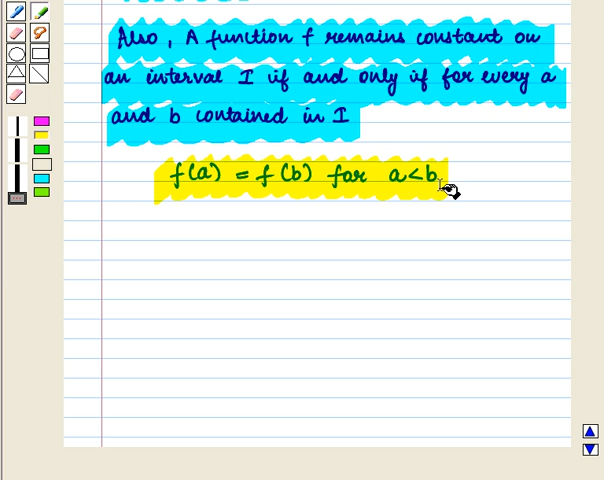 Also, A function f remains constant on
an interval I if and only if for every a
and b contained in I
f(a) = f(b) for a<b